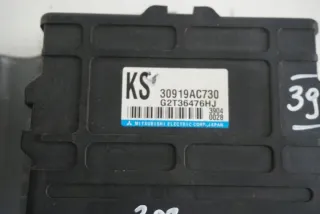 KS 30919AC730
G2T36476HJ
3904
0028
MITSUBISHI ELECTRIC CORP. JAPAN
39